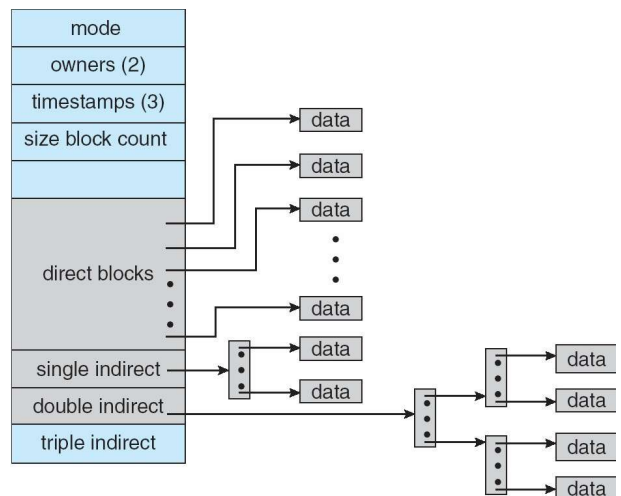 mode
owners (2)
timestamps (3)
size block count
data
data
data
direct blocks
data
single indirect
data
data
double indirect
triple indirect
data
data
data
data